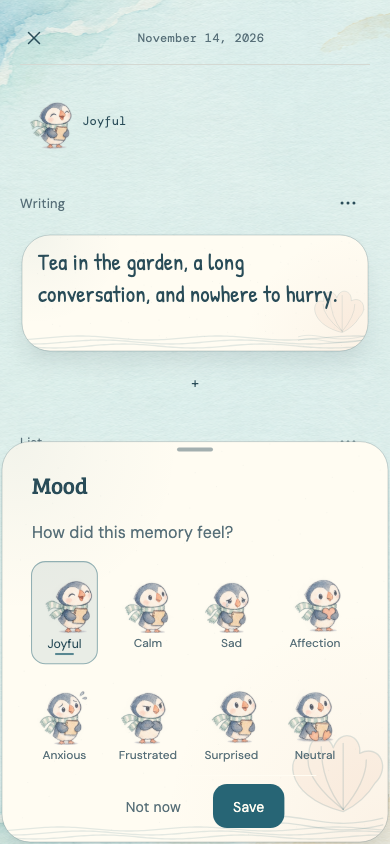 November 14, 2026
Joyful
Writing
Tea in the garden, a long
conversation, and nowhere to hurry.
+
List
Mood
How did this memory feel?
Joyful
Calm
Sad
Affection
Anxious
Frustrated
Surprised
Neutral
Not now
Save